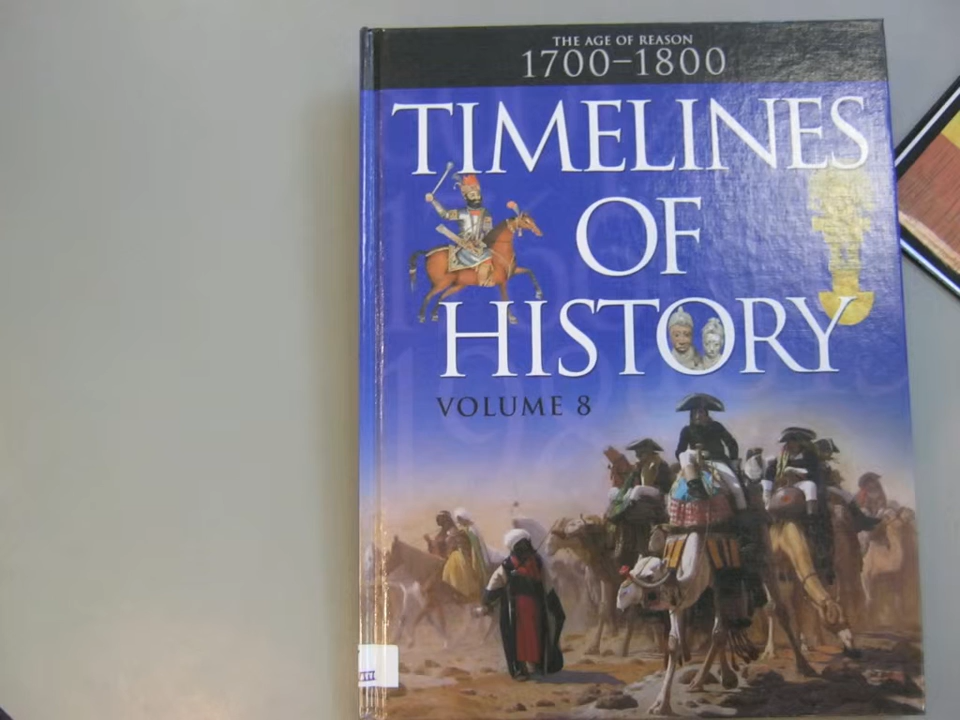 THE AGE OF REASON
1700–1800
TIMELINES
OF
HISTORY
VOLUME 8